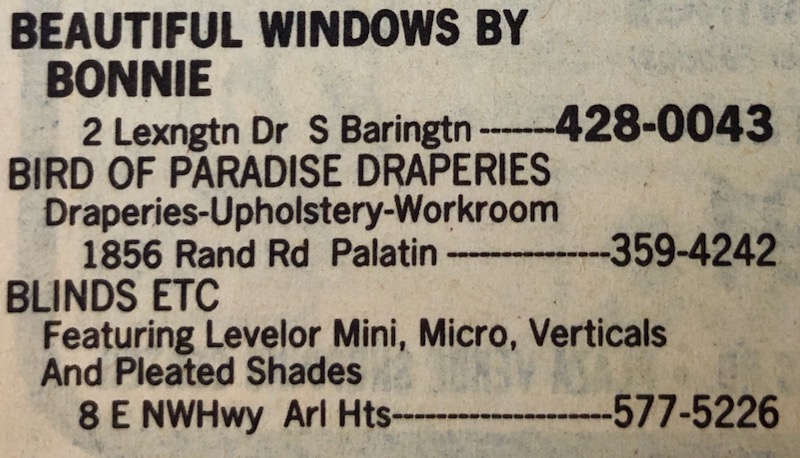 BEAUTIFUL WINDOWS BY
BONNIE
2 Lexngtn Dr S Baringtn -------428-0043
BIRD OF PARADISE DRAPERIES
Draperies-Upholstery-Workroom
1856 Rand Rd Palatin ---------------359-4242
BLINDS ETC
Featuring Levelor Mini, Micro, Verticals
And Pleated Shades
8 E NWHwy Arl Hts--------------------577-5226